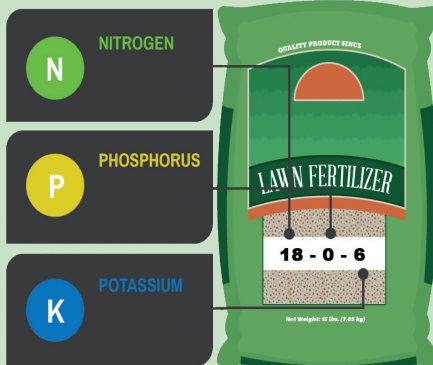 N
NITROGEN
P
PHOSPHORUS
K
POTASSIUM
QUALITY PRODUCT SINCE
LAWN FERTILIZER
18 - 0 - 6
Net Weight: 15 lbs. (7.03 kg)